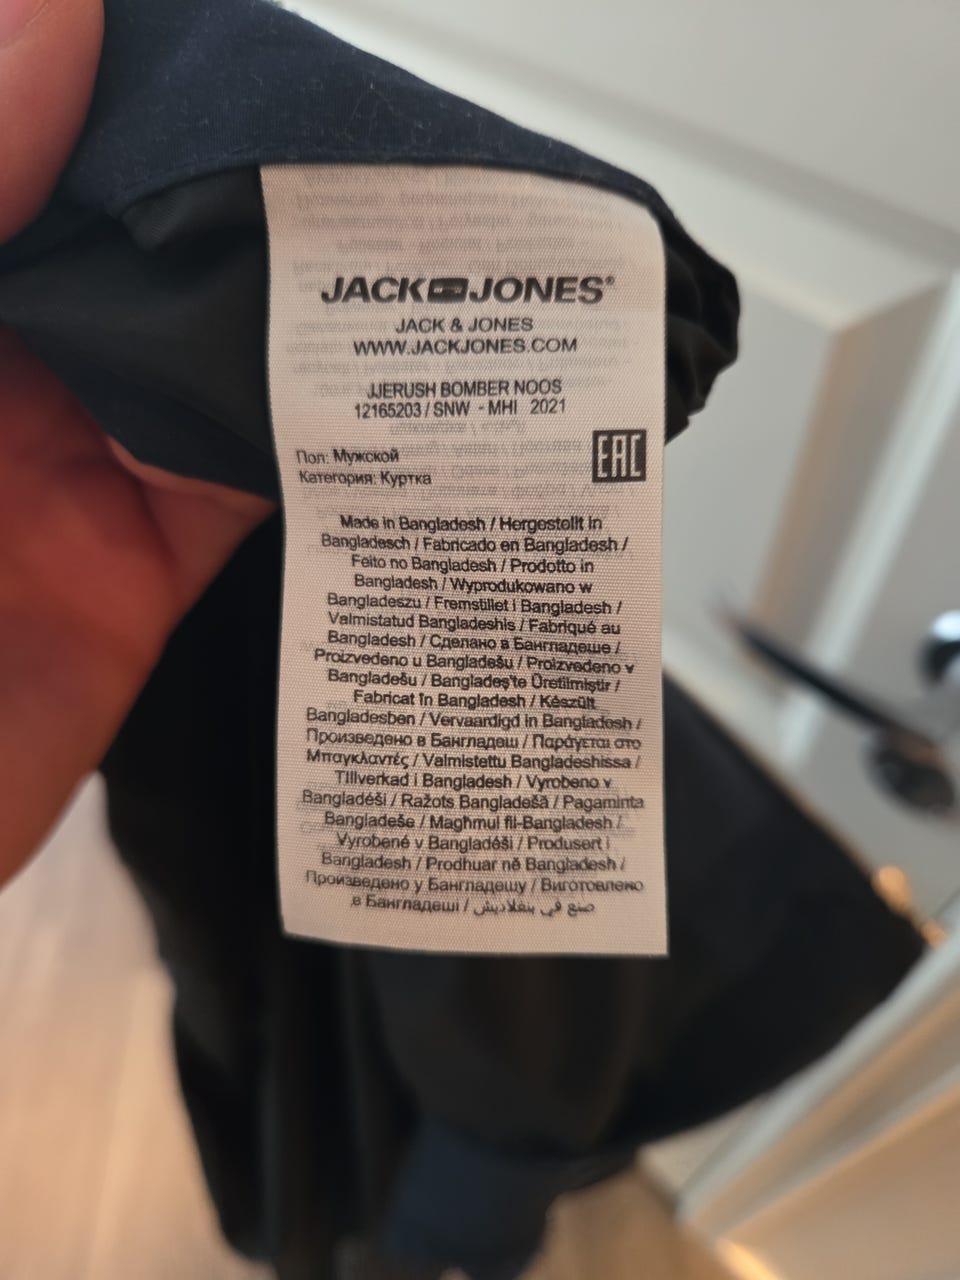 JACK JONES®
JACK & JONES
WWW.JACKJONES.COM
JJERUSH BOMBER NOOS
12165203 / SNW - MHI 2021
Пол: Мужской
Категория: Куртка
EAC
Made in Bangladesh / Hergestellt in
Bangladesch / Fabricado en Bangladesh /
Feito no Bangladesh / Prodotto in
Bangladesh / Wyprodukowano w
Bangladeszu / Fremstillet i Bangladesh /
Valmistatud Bangladeshis / Fabriqué au
Bangladesh / Сделано в Бангладеше /
Proizvedeno u Bangladešu / Proizvedeno v
Bangladešu / Bangladeş'te Üretilmiştir /
Fabricat în Bangladesh / Készült
Bangladesben / Vervaardigd in Bangladesh /
Произведено в Бангладеш / Παράγεται στο
Μπαγκλαντές / Valmistettu Bangladeshissa /
Tillverkad i Bangladesh / Vyrobeno v
Bangladéši / Ražots Bangladešā / Pagaminta
Bangladeše / Magħmul fil-Bangladesh /
Vyrobené v Bangladéši / Produsert i
Bangladesh / Prodhuar në Bangladesh /
Произведено у Бангладешу / Виготовлено
в Бангладеші / صنع في بنغلاديش